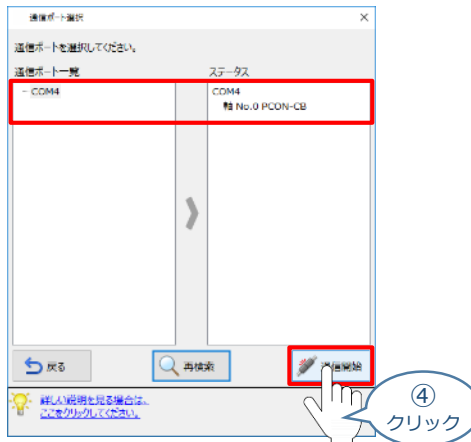 通信ポート選択
通信ポートを選択してください。
通信ポート一覧
ステータス
COM4
COM4
軸 No.0 PCON-CB
戻る
再検索
通信開始
詳しい説明を見る場合は、
ここをクリックしてください。
④
クリック